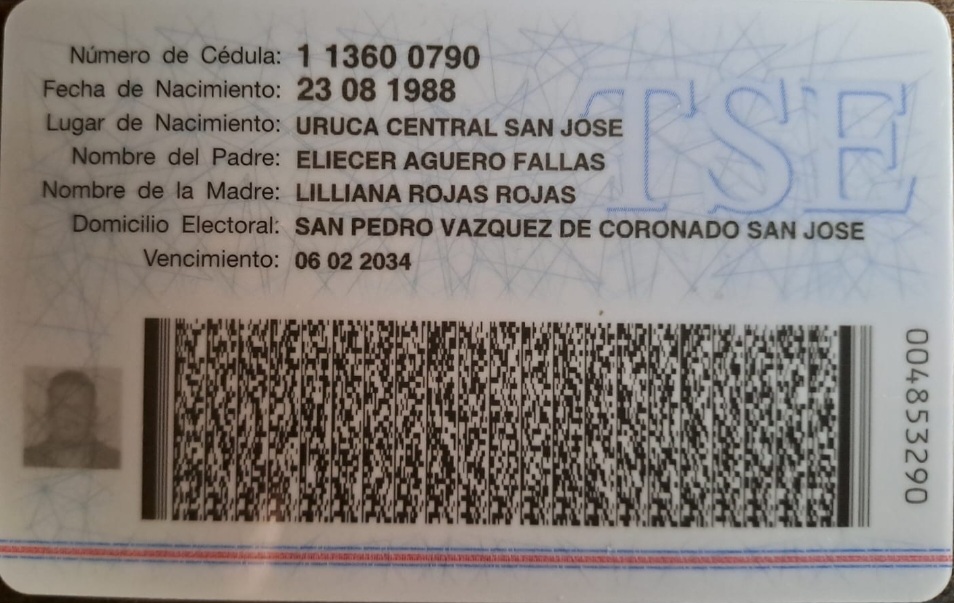 Número de Cédula: 1 1360 0790
Fecha de Nacimiento: 23 08 1988
Lugar de Nacimiento: URUCA CENTRAL SAN JOSE
Nombre del Padre: ELIECER AGUERO FALLAS
Nombre de la Madre: LILLIANA ROJAS ROJAS
Domicilio Electoral: SAN PEDRO VAZQUEZ DE CORONADO SAN JOSE
Vencimiento: 06 02 2034
TSE
004853290